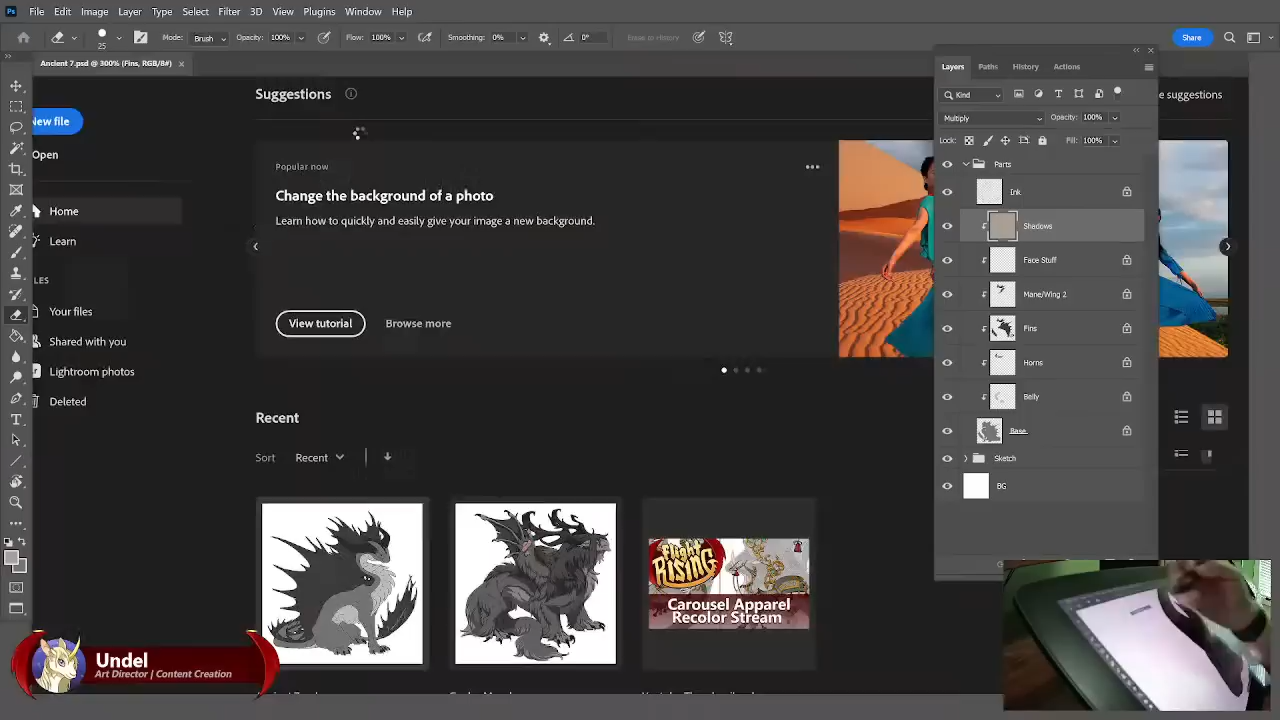 Ps File Edit Image Layer Type Select Filter 3D View Plugins Window Help
25 Mode: Brush Opacity: 100% Flow: 100% Smoothing: 0% 0° Erase to History Share
Ancient 7.psd @ 300% (Fins, RGB/8#)
Layers Paths History Actions
Kind
Multiply Opacity: 100%
Lock: Fill: 100%
Parts
Ink
Shadows
Face Stuff
Mane/Wing 2
Fins
Horns
Belly
Base
Sketch
BG
New file
Open
Home
Learn
Your files
Shared with you
Lightroom photos
Deleted
Suggestions
e suggestions
Popular now
Change the background of a photo
Learn how to quickly and easily give your image a new background.
View tutorial Browse more
Recent
Sort Recent
Flight
RISING
Carousel Apparel
Recolor Stream
Undel
Art Director | Content Creation